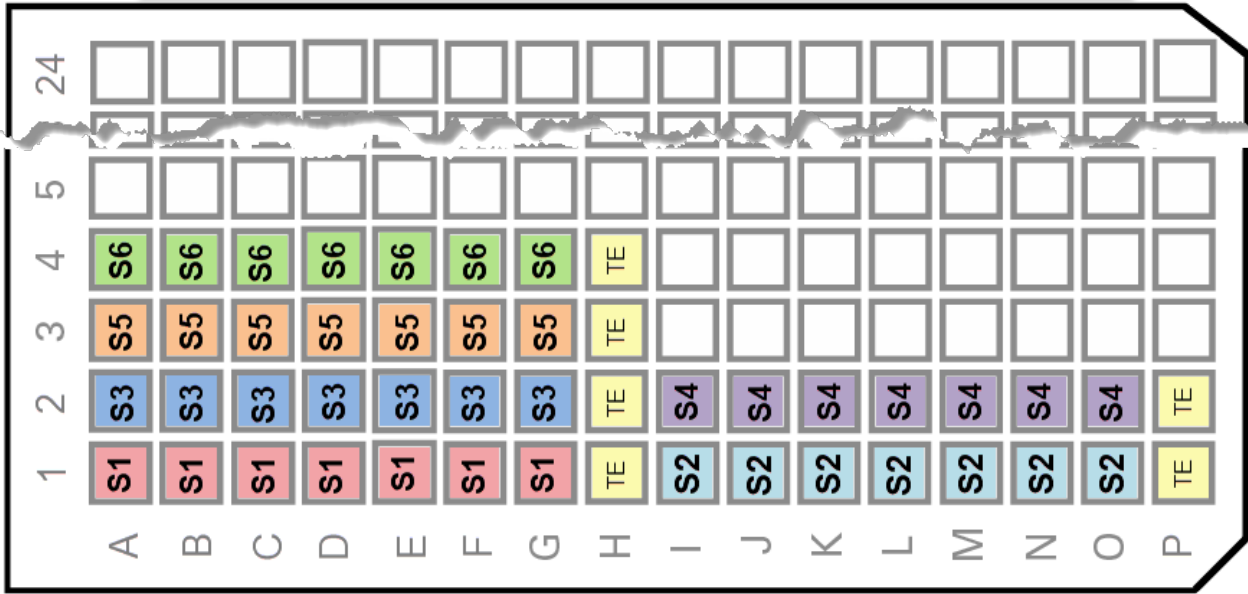 24
5
4 S6 S6 S6 S6 S6 S6 S6 TE
3 S5 S5 S5 S5 S5 S5 S5 TE
2 S3 S3 S3 S3 S3 S3 S3 TE S4 S4 S4 S4 S4 S4 S4 TE
1 S1 S1 S1 S1 S1 S1 S1 TE S2 S2 S2 S2 S2 S2 S2 TE
A B C D E F G H I J K L M N O P